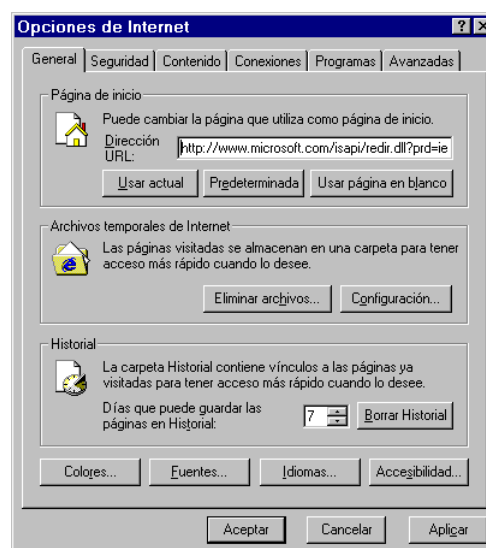 Opciones de Internet
General Seguridad Contenido Conexiones Programas Avanzadas
Página de inicio
Puede cambiar la página que utiliza como página de inicio.
Dirección
URL:
http://www.microsoft.com/isapi/redir.dll?prd=ie
Usar actual Predeterminada Usar página en blanco
Archivos temporales de Internet
Las páginas visitadas se almacenan en una carpeta para tener
acceso más rápido cuando lo desee.
Eliminar archivos... Configuración...
Historial
La carpeta Historial contiene vínculos a las páginas ya
visitadas para tener acceso más rápido cuando lo desee.
Días que puede guardar las
páginas en Historial:
7 Borrar Historial
Colores... Fuentes... Idiomas... Accesibilidad...
Aceptar Cancelar Aplicar